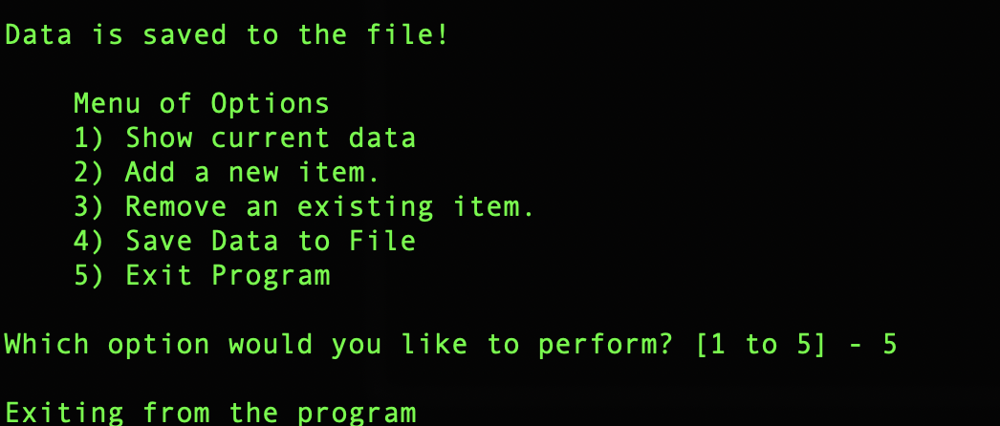 Data is saved to the file!
Menu of Options
1) Show current data
2) Add a new item.
3) Remove an existing item.
4) Save Data to File
5) Exit Program
Which option would you like to perform? [1 to 5] - 5
Exiting from the program